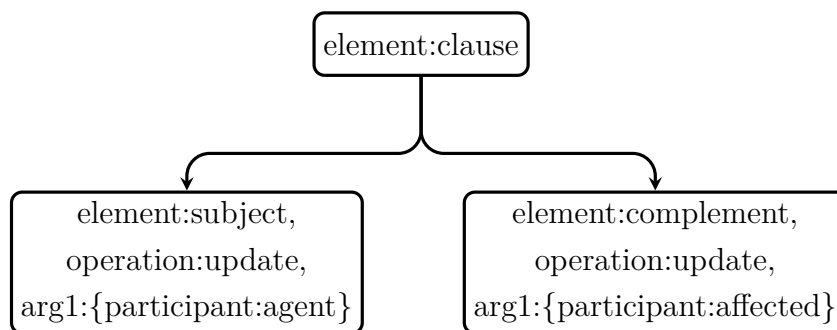 element:clause
element:subject,
operation:update,
arg1:{participant:agent}
element:complement,
operation:update,
arg1:{participant:affected}